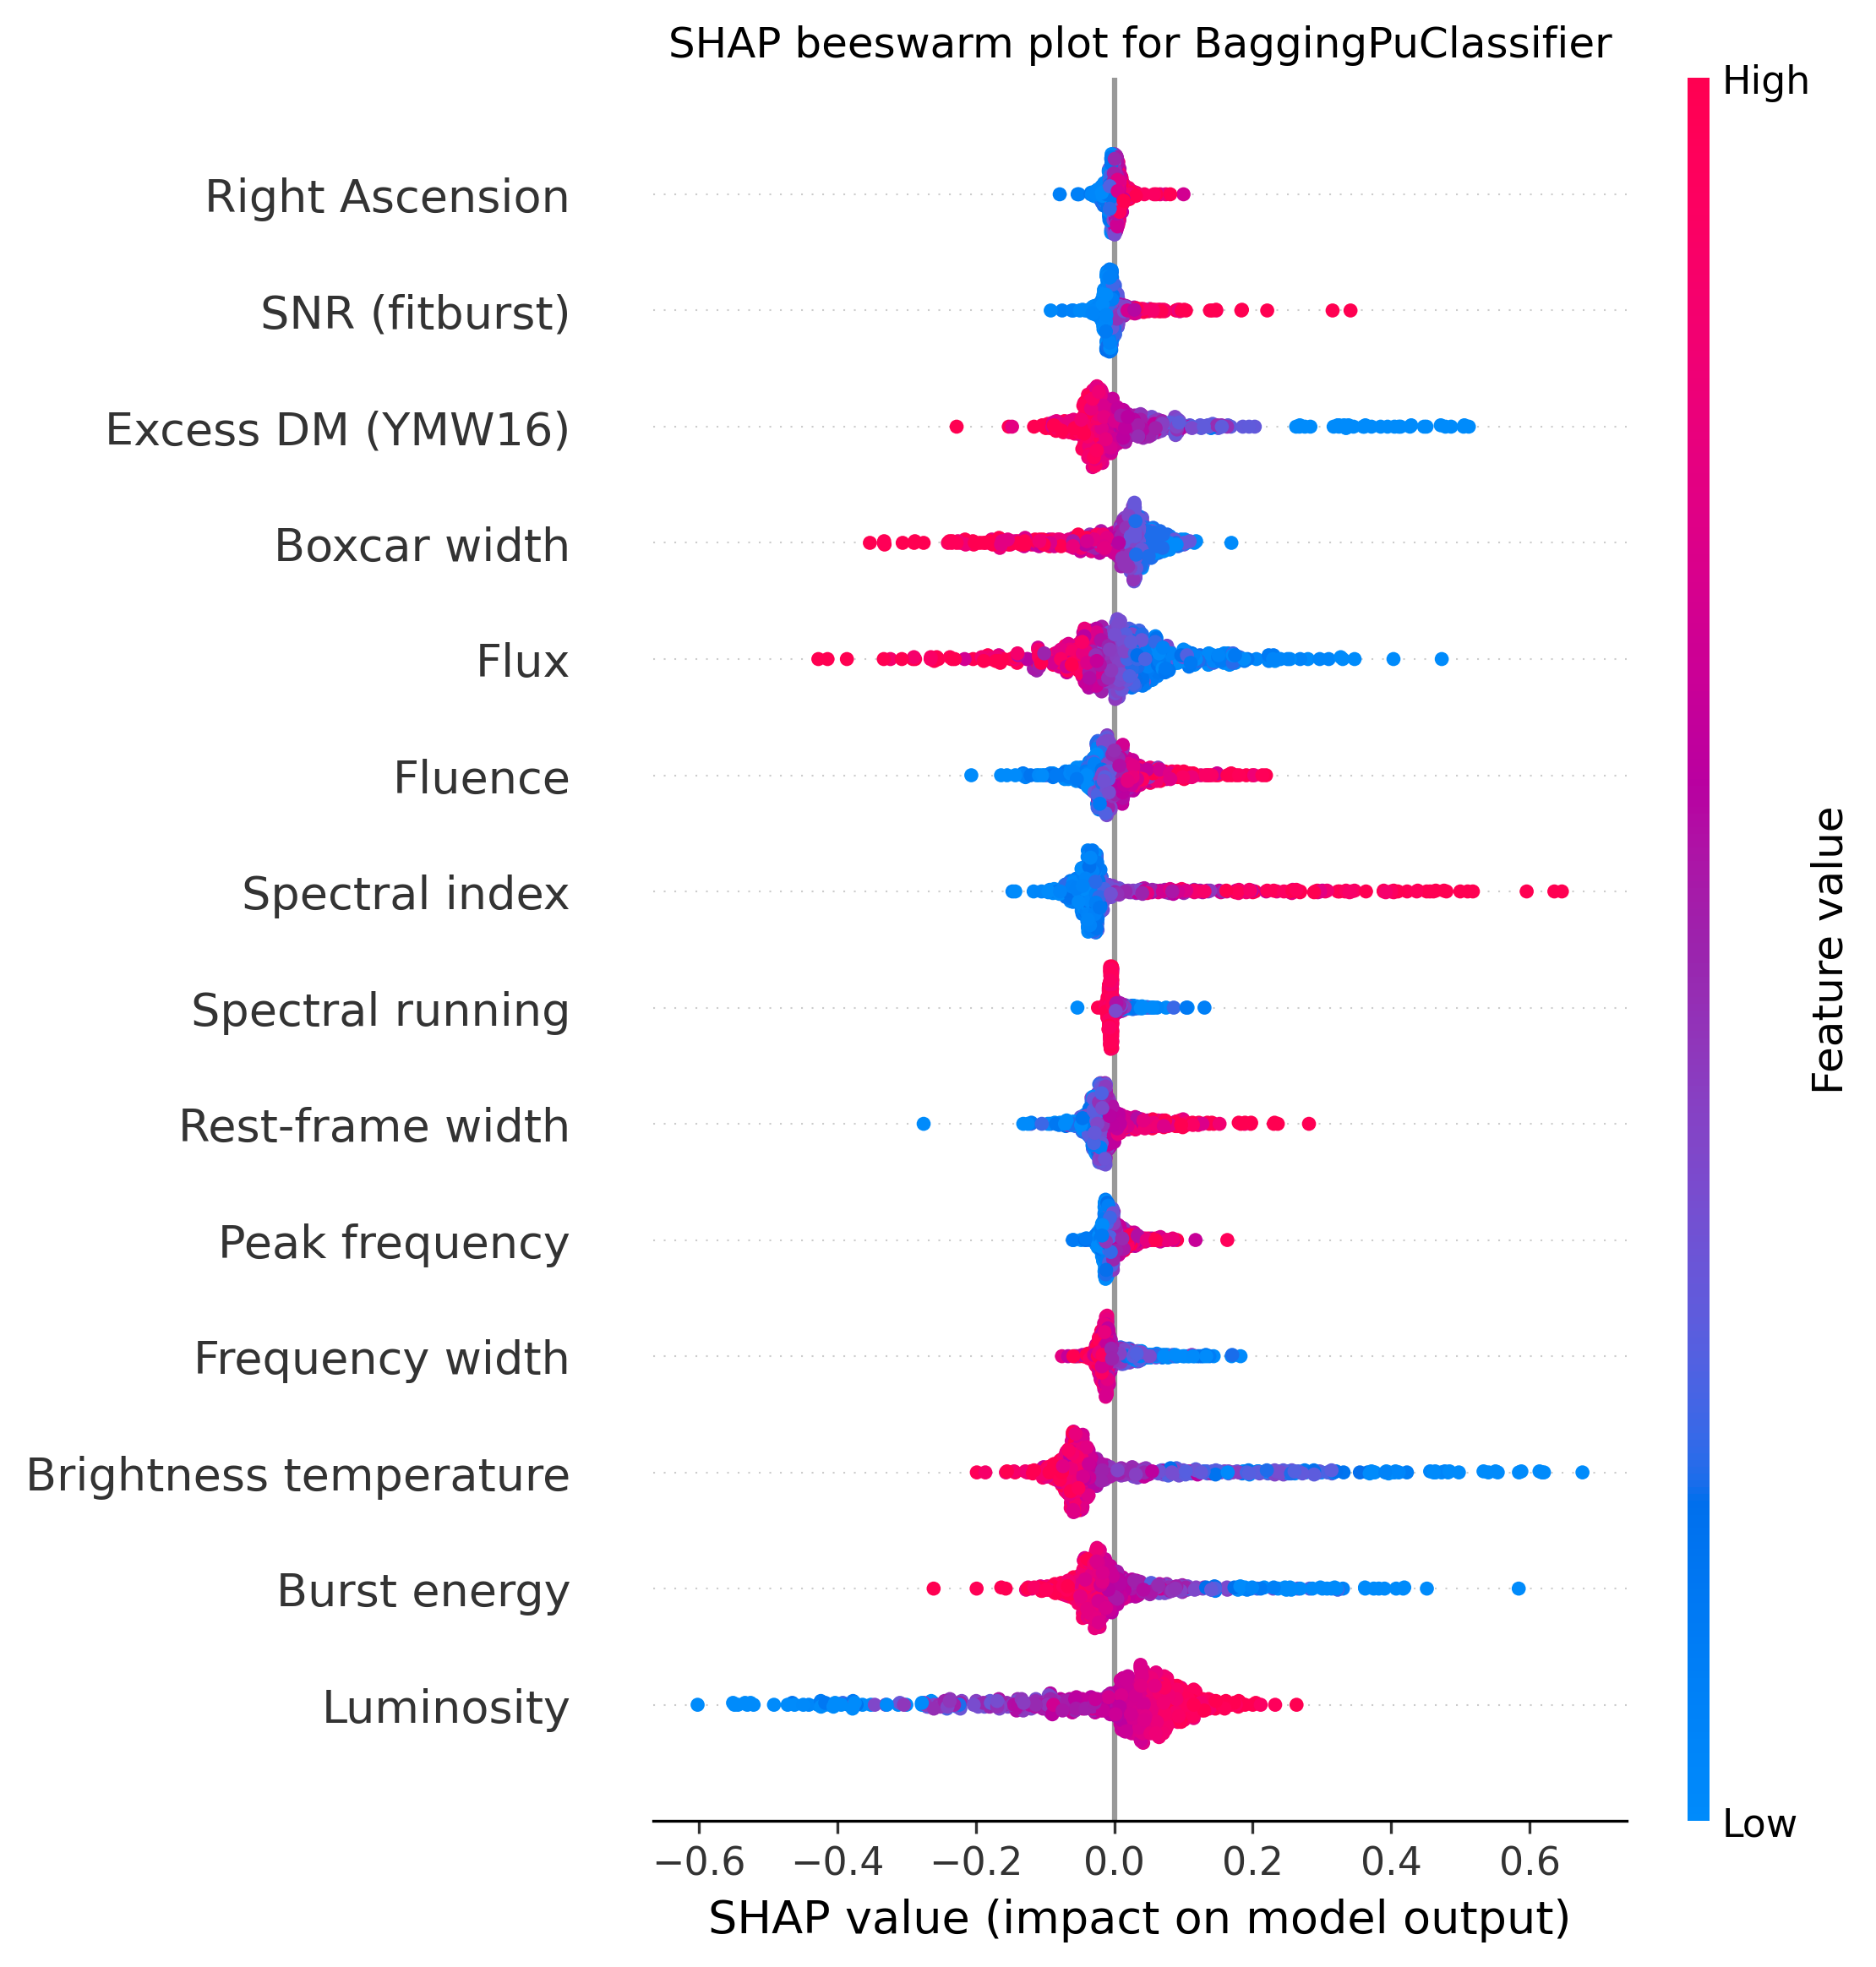 SHAP beeswarm plot for BaggingPuClassifier
High
Right Ascension
SNR (fitburst)
Excess DM (YMW16)
Boxcar width
Flux
Fluence
Spectral index
Spectral running
Rest-frame width
Peak frequency
Frequency width
Brightness temperature
Burst energy
Luminosity
Feature value
Low
−0.6 −0.4 −0.2 0.0 0.2 0.4 0.6
SHAP value (impact on model output)